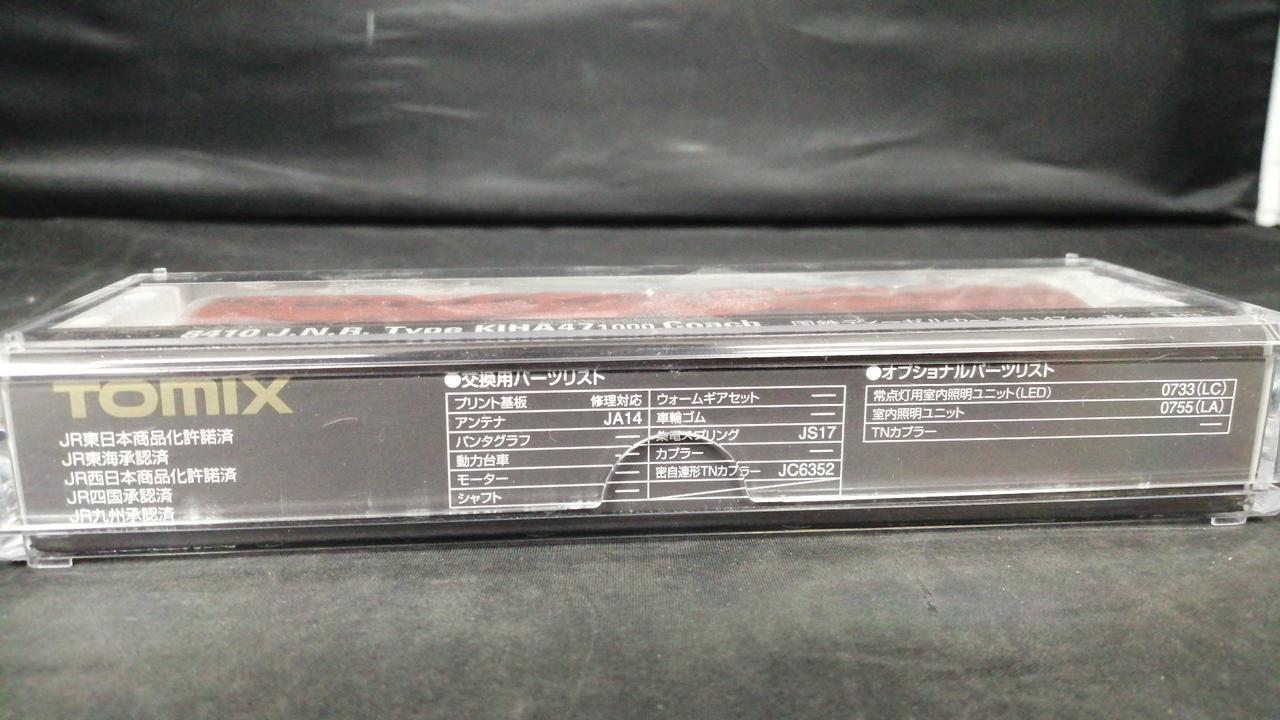 8410 J.N.R. Type KIHA47 1000 Coach
TOMIX
JR東日本商品化許諾済
JR東海承認済
JR西日本商品化許諾済
JR四国承認済
JR九州承認済
●交換用パーツリスト
プリント基板 修理対応
アンテナ JA14
パンタグラフ —
動力台車 —
モーター —
シャフト —
ウォームギアセット —
車輪ゴム —
集電スプリング JS17
カプラー —
密自連形TNカプラー JC6352
●オプショナルパーツリスト
常点灯用室内照明ユニット(LED) 0733(LC)
室内照明ユニット 0755(LA)
TNカプラー —